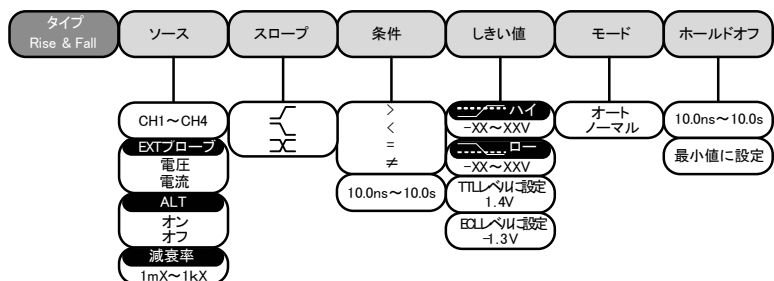 タイプ
Rise & Fall
ソース
スロープ
条件
しきい値
モード
ホールドオフ
CH1~CH4
EXTプローブ
電圧
電流
ALT
オン
オフ
減衰率
1mX~1kX
>
<
=
≠
10.0ns~10.0s
ハイ
-XX~XXV
ロー
-XX~XXV
TTLレベルに設定
1.4V
ECLレベルに設定
-1.3V
オート
ノーマル
10.0ns~10.0s
最小値に設定